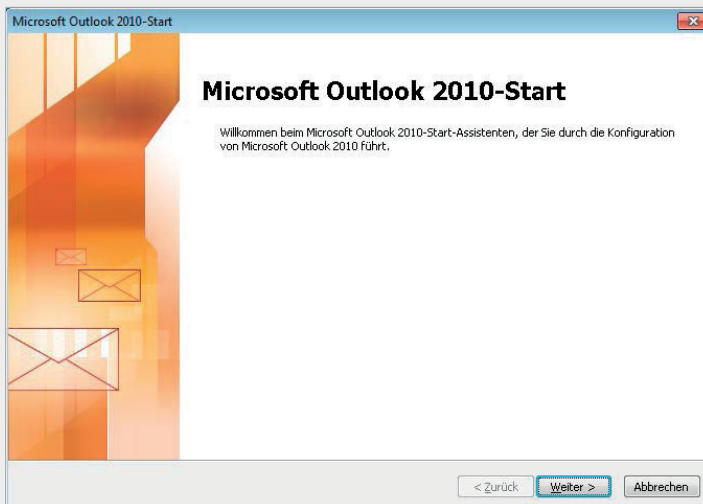 Microsoft Outlook 2010-Start
Microsoft Outlook 2010-Start
Willkommen beim Microsoft Outlook 2010-Start-Assistenten, der Sie durch die Konfiguration
von Microsoft Outlook 2010 führt.
< Zurück Weiter > Abbrechen